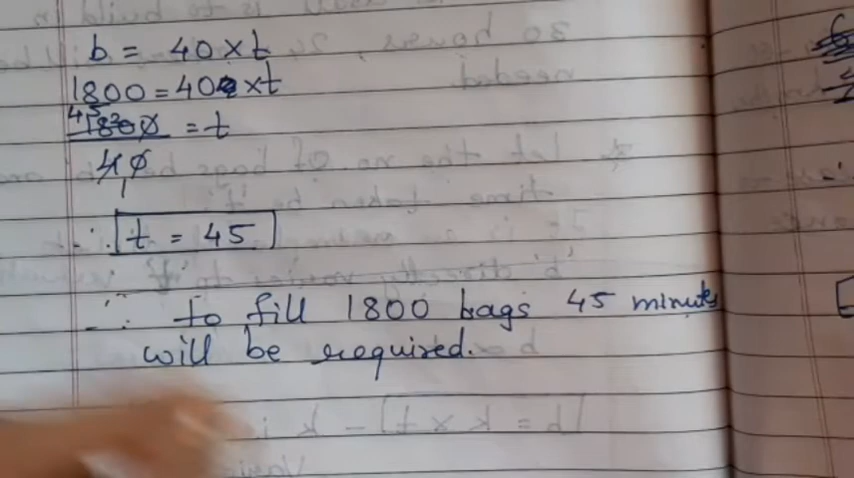 b = 40 × t
1800 = 40 × t
1800 = t
40
∴ t = 45
∴ to fill 1800 bags 45 minutes
will be required.